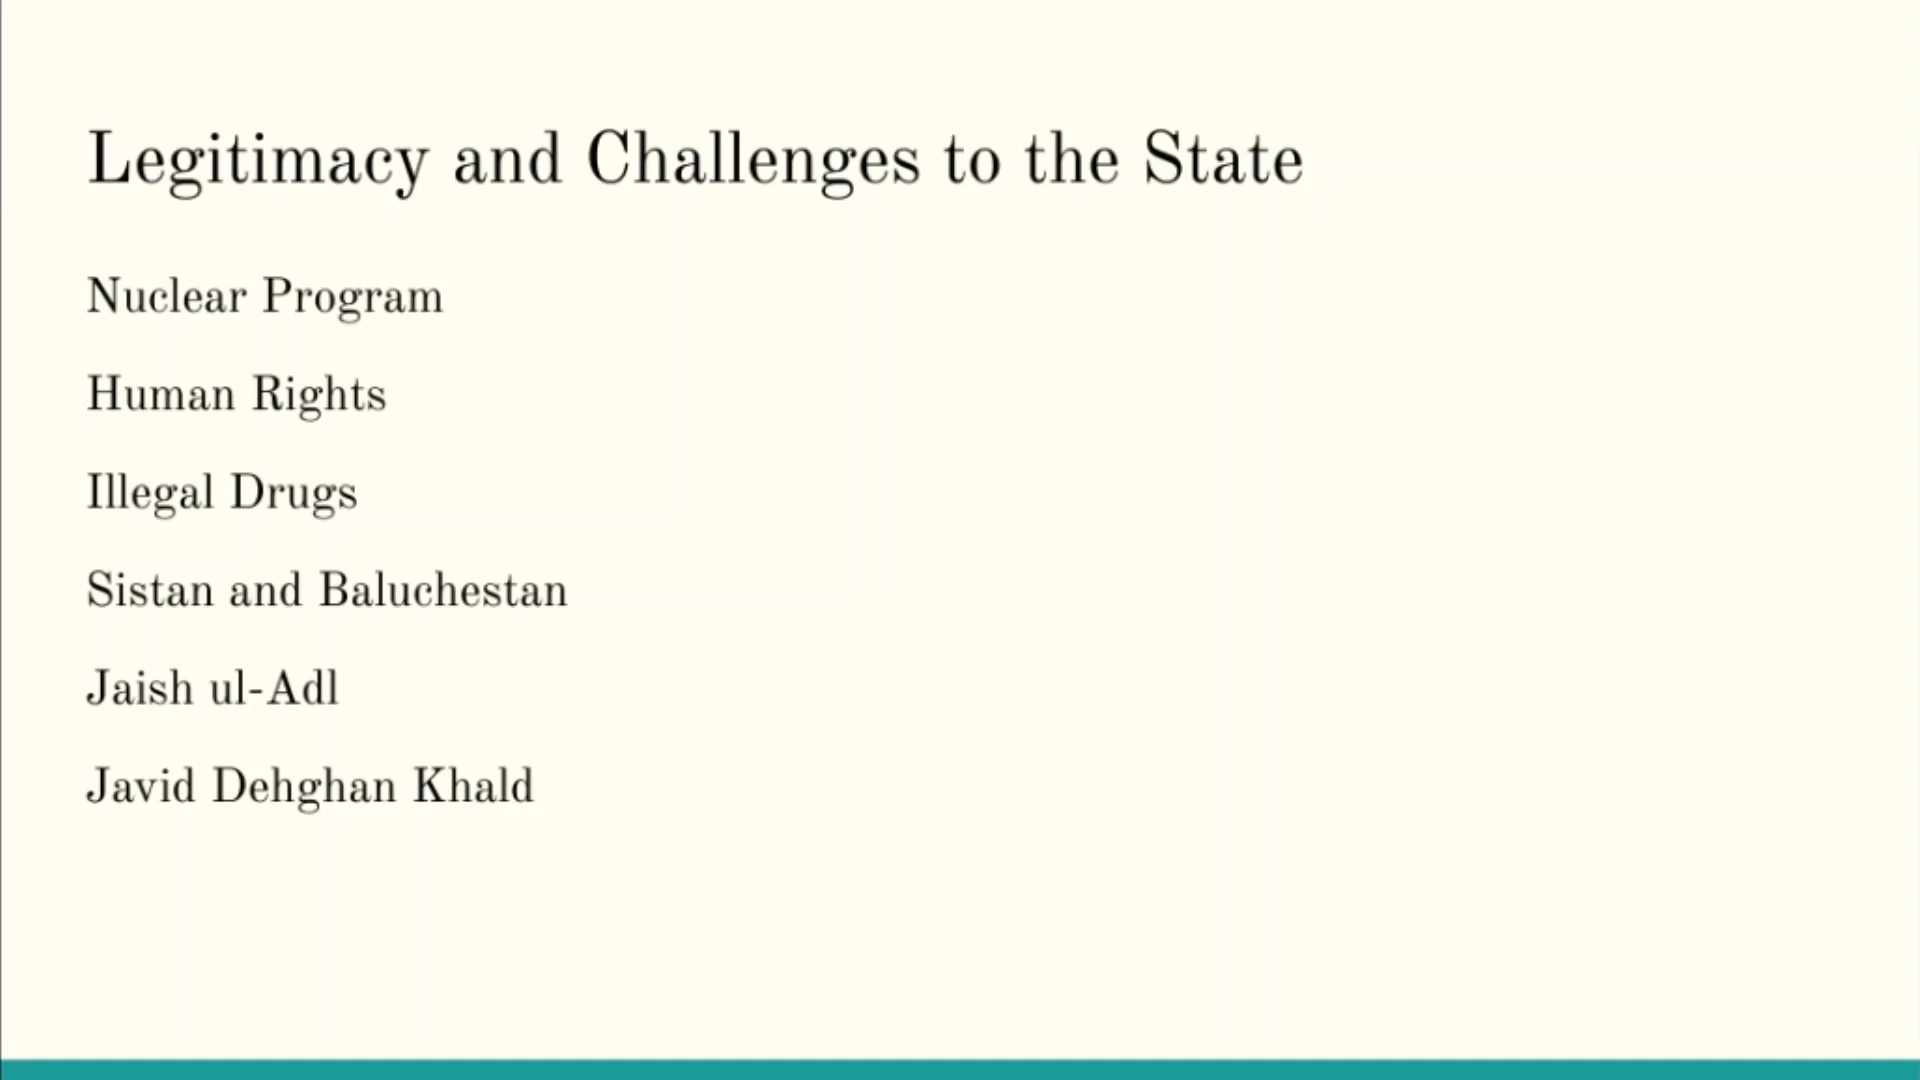 Legitimacy and Challenges to the State
Nuclear Program
Human Rights
Illegal Drugs
Sistan and Baluchestan
Jaish ul-Adl
Javid Dehghan Khald